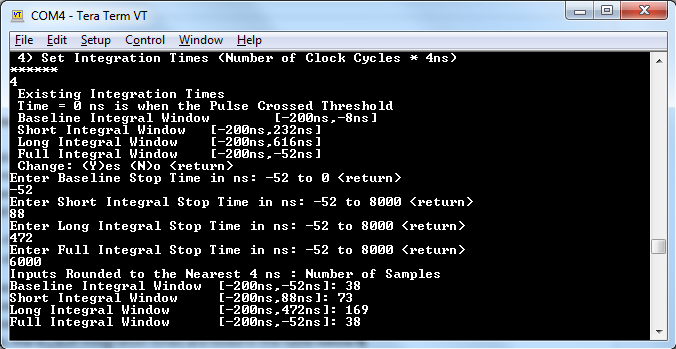 COM4 - Tera Term VT
File Edit Setup Control Window Help
4) Set Integration Times (Number of Clock Cycles * 4ns)
******
4
Existing Integration Times
Time = 0 ns is when the Pulse Crossed Threshold
Baseline Integral Window [-200ns,-8ns]
Short Integral Window [-200ns,232ns]
Long Integral Window [-200ns,616ns]
Full Integral Window [-200ns,-52ns]
Change: (Y)es (N)o <return>
Enter Baseline Stop Time in ns: -52 to 0 <return>
-52
Enter Short Integral Stop Time in ns: -52 to 8000 <return>
88
Enter Long Integral Stop Time in ns: -52 to 8000 <return>
472
Enter Full Integral Stop Time in ns: -52 to 8000 <return>
6000
Inputs Rounded to the Nearest 4 ns : Number of Samples
Baseline Integral Window [-200ns,-52ns]: 38
Short Integral Window [-200ns,88ns]: 73
Long Integral Window [-200ns,472ns]: 169
Full Integral Window [-200ns,-52ns]: 38